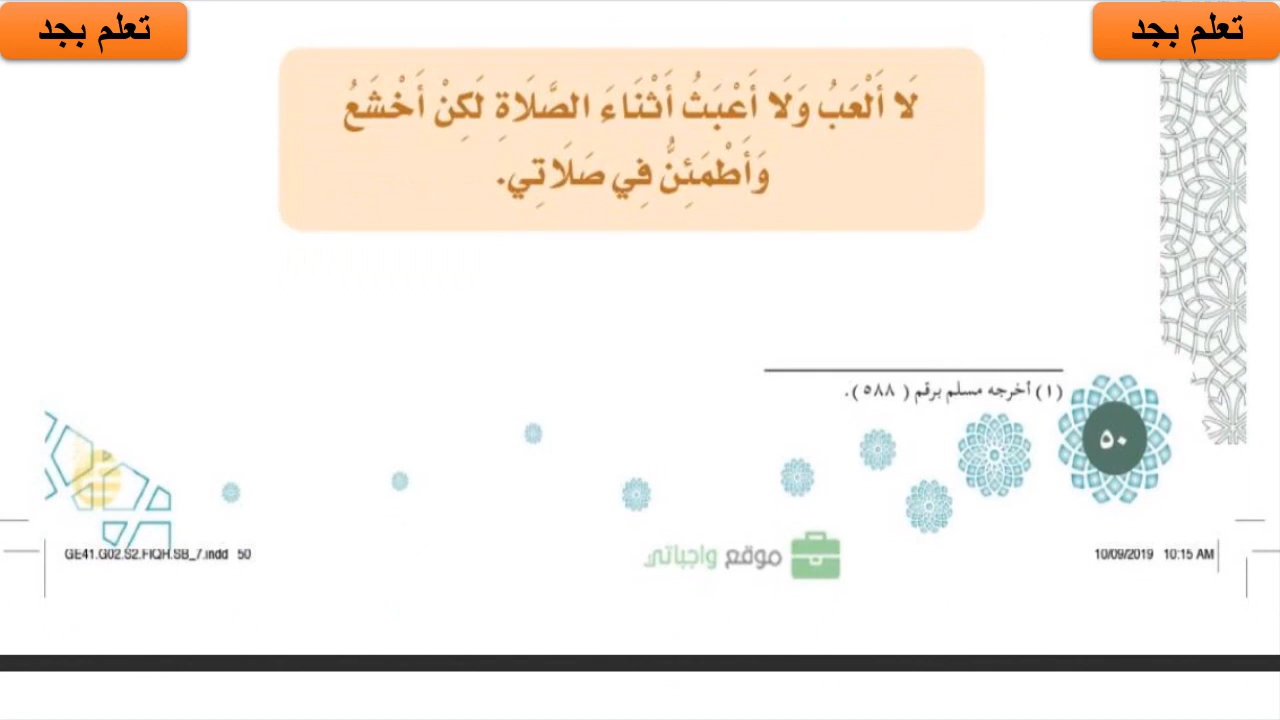 تعلم بجد
تعلم بجد
لَا أَلْعَبُ وَلَا أَعْبَثُ أَثْنَاءَ الصَّلَاةِ لَكِنْ أَخْشَعُ
وَأَطْمَئِنُّ فِي صَلَاتِي.
(١) أخرجه مسلم برقم ( ٥٨٨ ).
٥٠
موقع واجباتي
GE41.G02.S2.FIQH.SB_7.indd 50
10/09/2019 10:15 AM